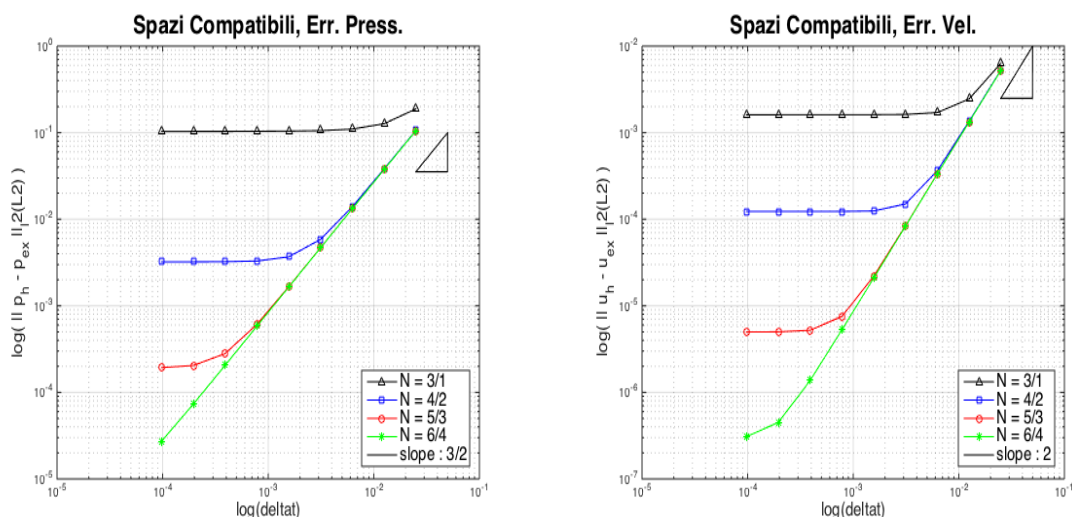 Spazi Compatibili, Err. Press.
10^0
10^-1
10^-2
10^-3
10^-4
10^-5
log( || p_h - p_ex ||_l2(L2) )
N = 3/1
N = 4/2
N = 5/3
N = 6/4
slope : 3/2
10^-5
10^-4
10^-3
10^-2
10^-1
log(deltat)
Spazi Compatibili, Err. Vel.
10^-2
10^-3
10^-4
10^-5
10^-6
10^-7
log( || u_h - u_ex ||_l2(L2) )
N = 3/1
N = 4/2
N = 5/3
N = 6/4
slope : 2
10^-5
10^-4
10^-3
10^-2
10^-1
log(deltat)